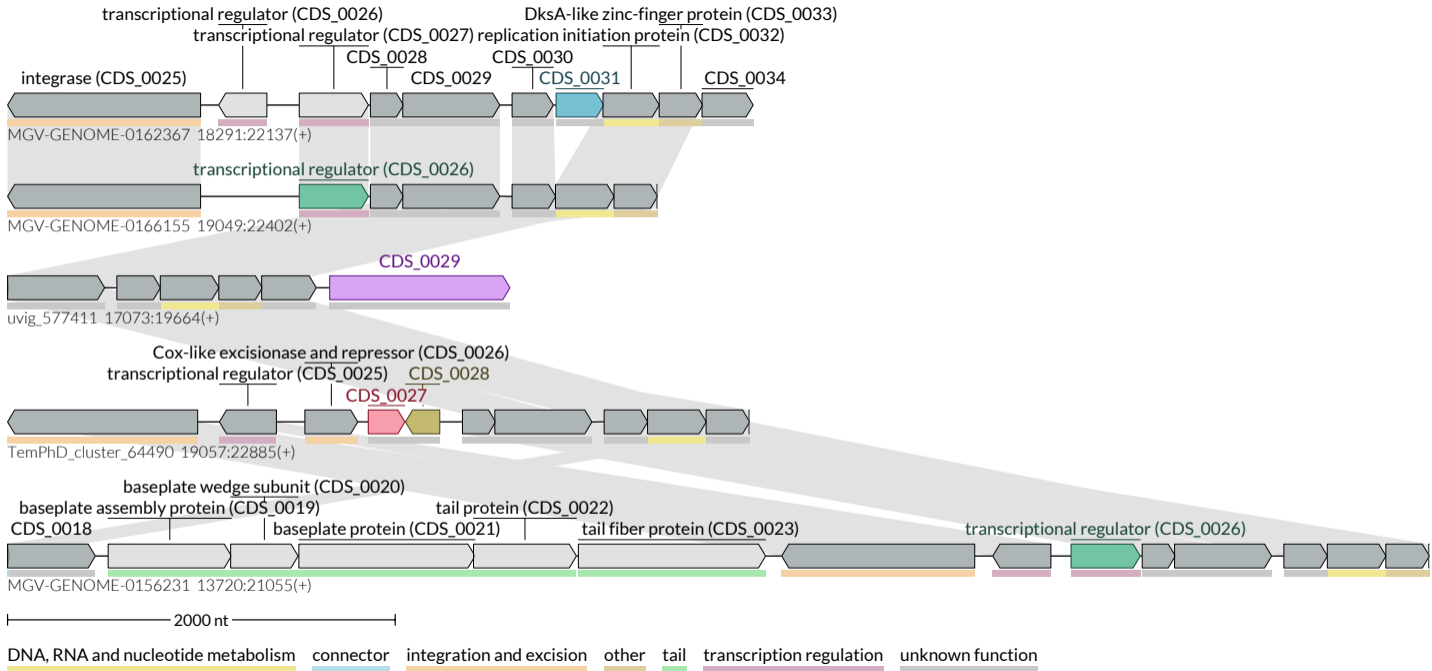 transcriptional regulator (CDS_0026)
DksA-like zinc-finger protein (CDS_0033)
transcriptional regulator (CDS_0027)
replication initiation protein (CDS_0032)
CDS_0028
CDS_0030
integrase (CDS_0025)
CDS_0029
CDS_0031
CDS_0034
MGV-GENOME-0162367 18291:22137(+)
transcriptional regulator (CDS_0026)
MGV-GENOME-0166155 19049:22402(+)
CDS_0029
uvig_577411 17073:19664(+)
Cox-like excisionase and repressor (CDS_0026)
transcriptional regulator (CDS_0025)
CDS_0028
CDS_0027
TemPhD_cluster_64490 19057:22885(+)
baseplate wedge subunit (CDS_0020)
baseplate assembly protein (CDS_0019)
tail protein (CDS_0022)
CDS_0018
baseplate protein (CDS_0021)
tail fiber protein (CDS_0023)
transcriptional regulator (CDS_0026)
MGV-GENOME-0156231 13720:21055(+)
2000 nt
DNA, RNA and nucleotide metabolism
connector
integration and excision
other
tail
transcription regulation
unknown function